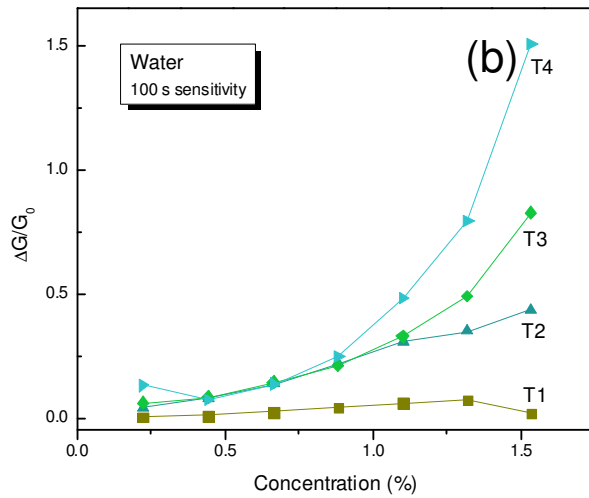 1.5
1.0
0.5
0.0
ΔG/G0
Water
100 s sensitivity
(b)
T4
T3
T2
T1
0.0
0.5
1.0
1.5
Concentration (%)